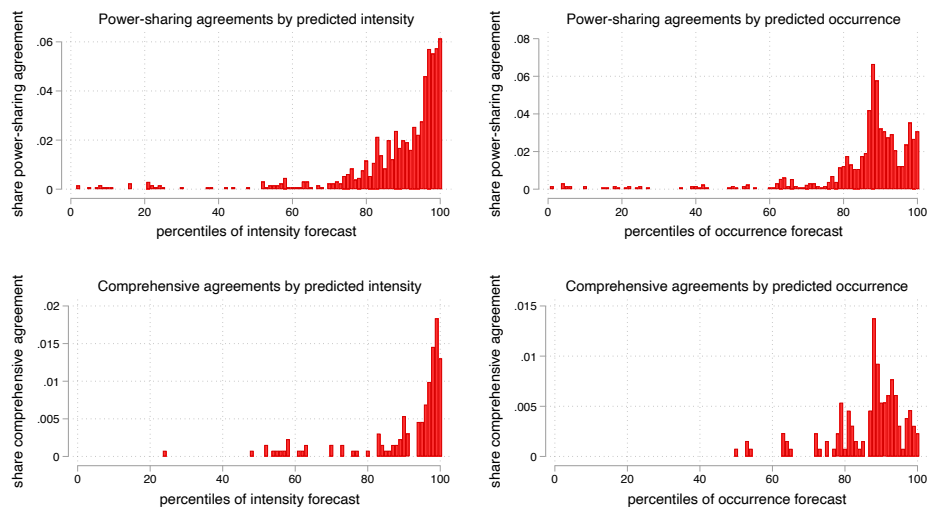 Power-sharing agreements by predicted intensity
share power-sharing agreement
.06
.04
.02
0
0 20 40 60 80 100
percentiles of intensity forecast
Power-sharing agreements by predicted occurrence
share power-sharing agreement
.08
.06
.04
.02
0
0 20 40 60 80 100
percentiles of occurrence forecast
Comprehensive agreements by predicted intensity
share comprehensive agreement
.02
.015
.01
.005
0
0 20 40 60 80 100
percentiles of intensity forecast
Comprehensive agreements by predicted occurrence
share comprehensive agreement
.015
.01
.005
0
0 20 40 60 80 100
percentiles of occurrence forecast